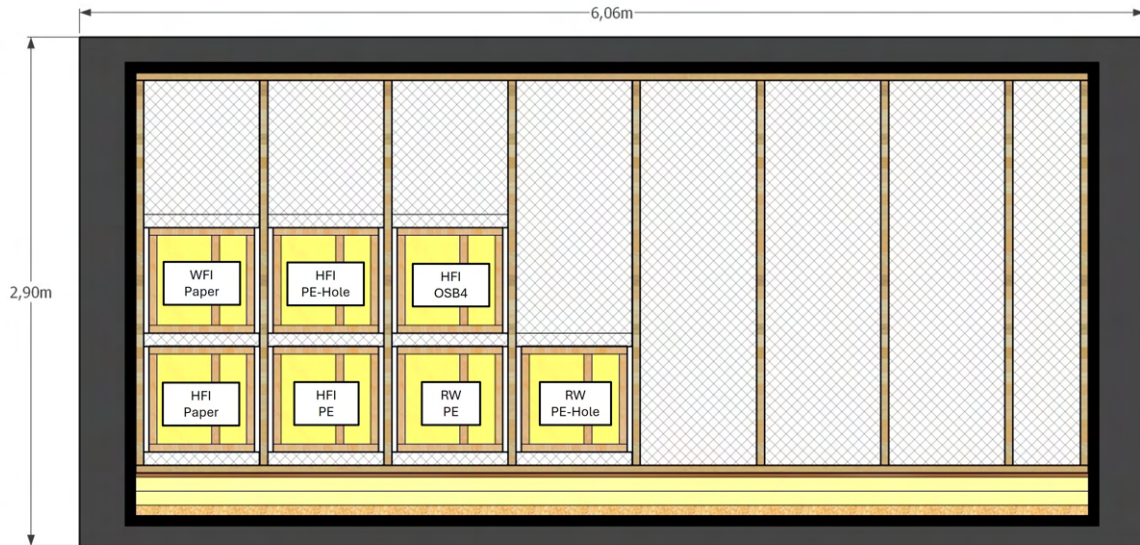 6,06m
2,90m
WFI
Paper
HFI
PE-Hole
HFI
OSB4
HFI
Paper
HFI
PE
RW
PE
RW
PE-Hole